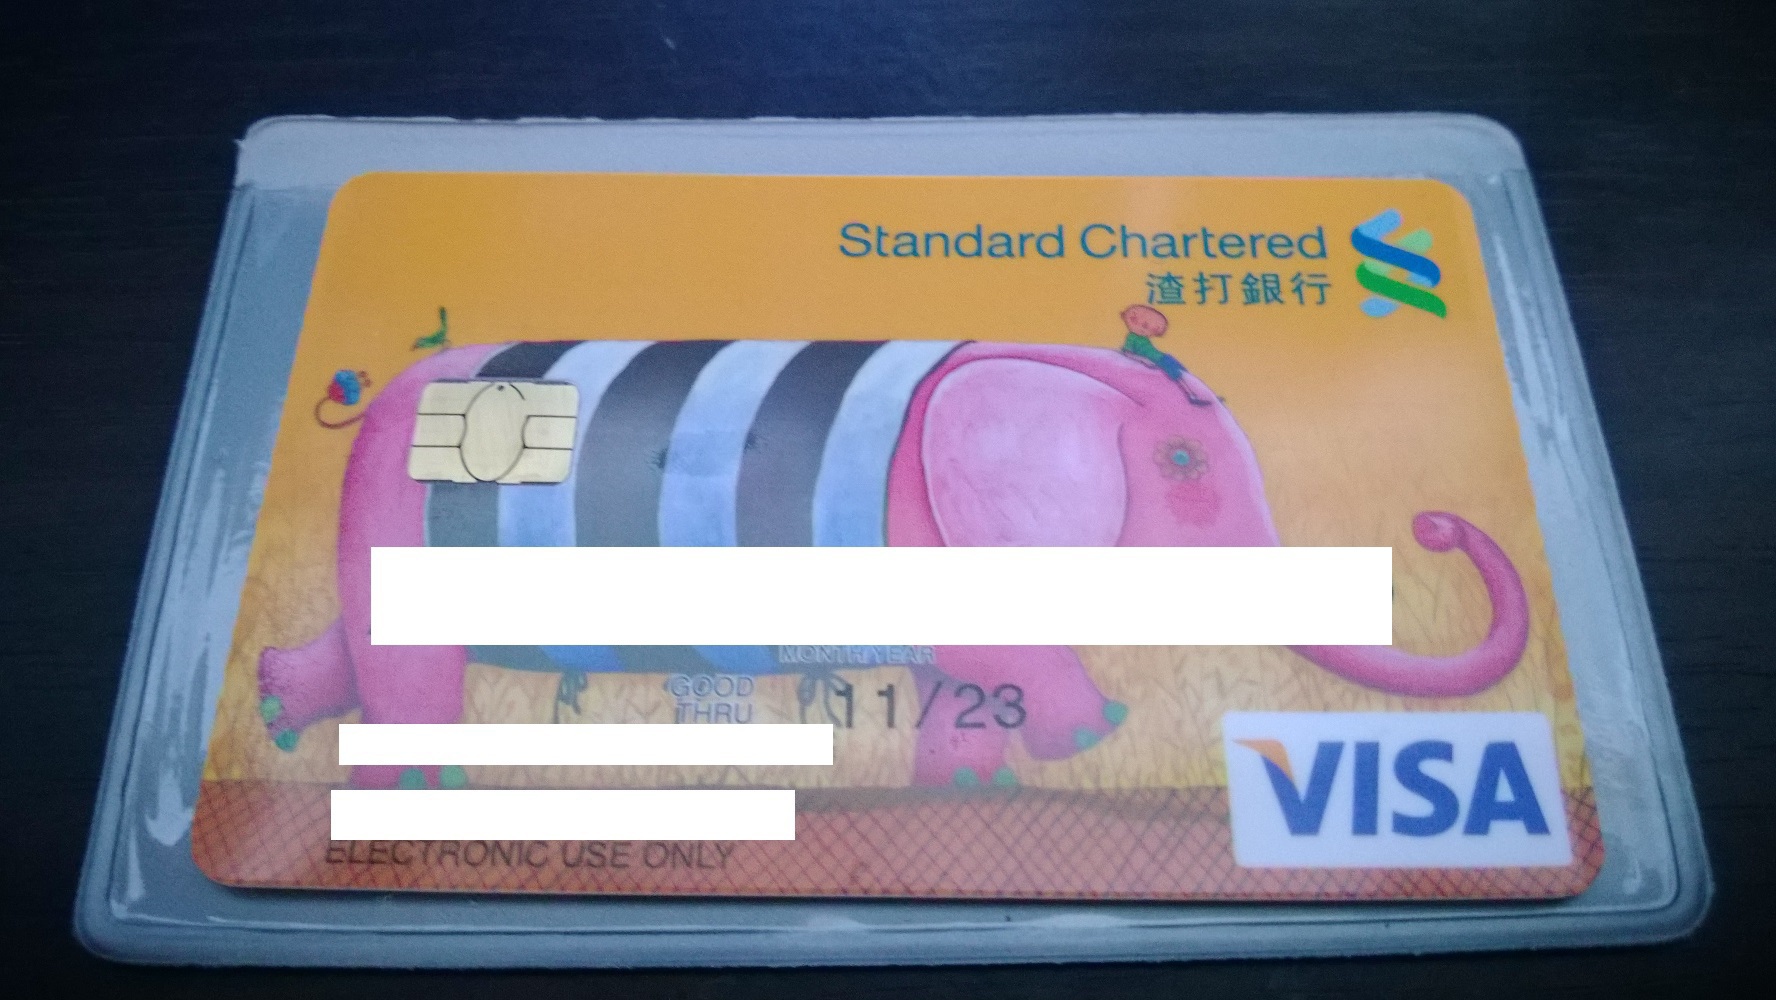 Standard Chartered
渣打銀行
MONTH/YEAR
GOOD
THRU
11/23
ELECTRONIC USE ONLY
VISA